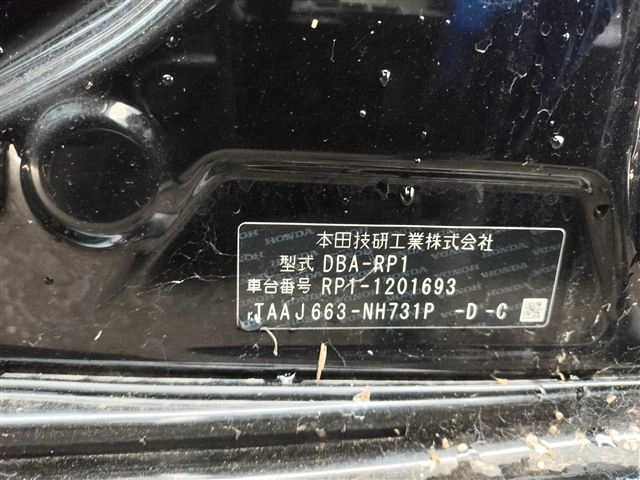 本田技研工業株式会社
型式 DBA-RP1
車台番号 RP1-1201693
rTAAJ663-NH731P -D-C